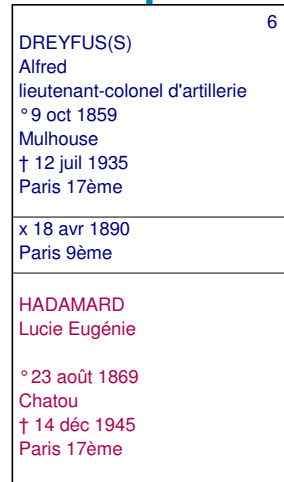 6
DREYFUS(S)
Alfred
lieutenant-colonel d'artillerie
° 9 oct 1859
Mulhouse
† 12 juil 1935
Paris 17ème
x 18 avr 1890
Paris 9ème
HADAMARD
Lucie Eugénie
° 23 août 1869
Chatou
† 14 déc 1945
Paris 17ème